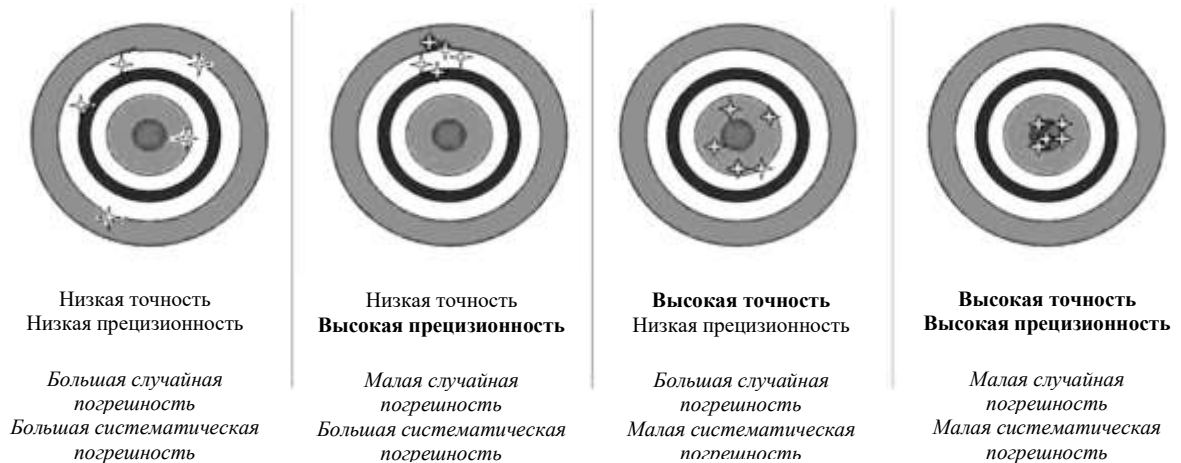 Низкая точность
Низкая прецизионность
Большая случайная
погрешность
Большая систематическая
погрешность
Низкая точность
Высокая прецизионность
Малая случайная
погрешность
Большая систематическая
погрешность
Высокая точность
Низкая прецизионность
Большая случайная
погрешность
Малая систематическая
погрешность
Высокая точность
Высокая прецизионность
Малая случайная
погрешность
Малая систематическая
погрешность